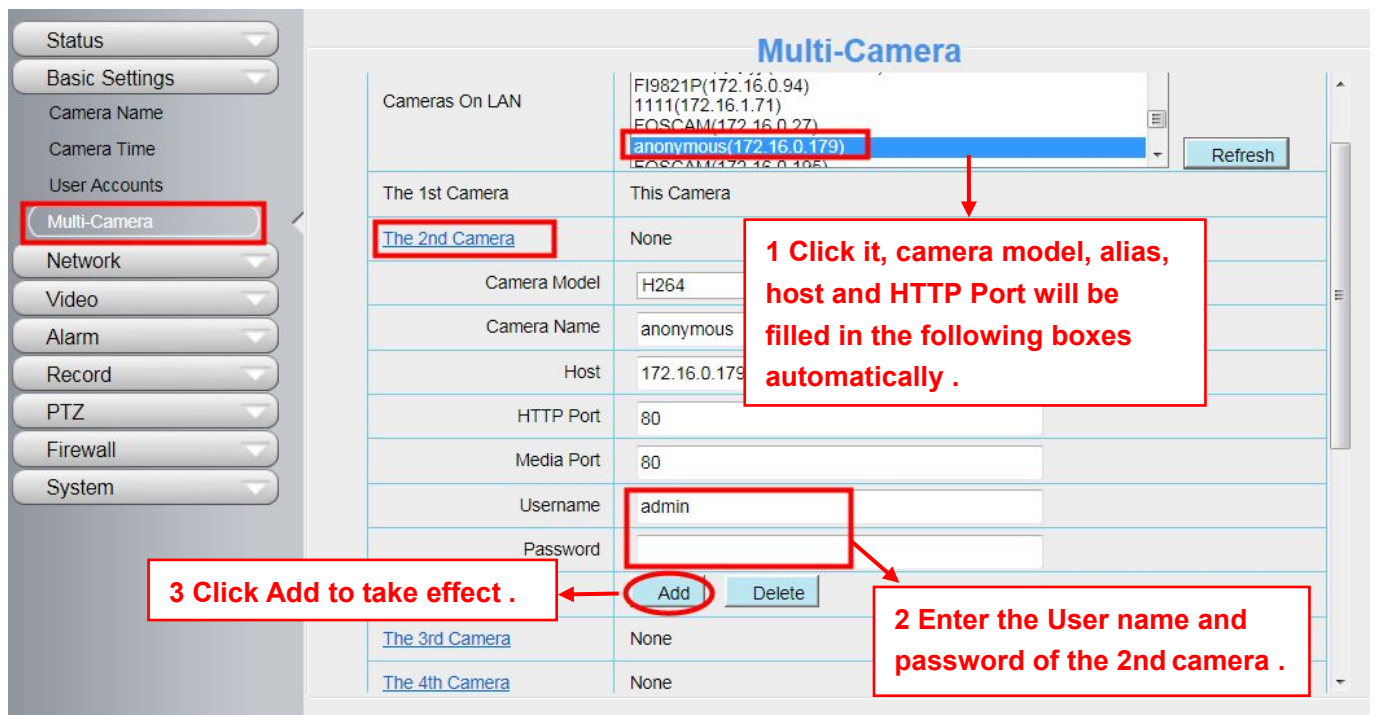 Status
Basic Settings
Camera Name
Camera Time
User Accounts
Multi-Camera
Network
Video
Alarm
Record
PTZ
Firewall
System
Multi-Camera
Cameras On LAN
FI9821P(172.16.0.94)
1111(172.16.1.71)
FOSCAM(172.16.0.27)
anonymous(172.16.0.179)
FOSCAM(172.16.0.195)
Refresh
The 1st Camera This Camera
The 2nd Camera None
1 Click it, camera model, alias,
host and HTTP Port will be
filled in the following boxes
automatically .
Camera Model H264
Camera Name anonymous
Host 172.16.0.179
HTTP Port 80
Media Port 80
Username admin
Password
3 Click Add to take effect .
Add Delete
2 Enter the User name and
password of the 2nd camera .
The 3rd Camera None
The 4th Camera None